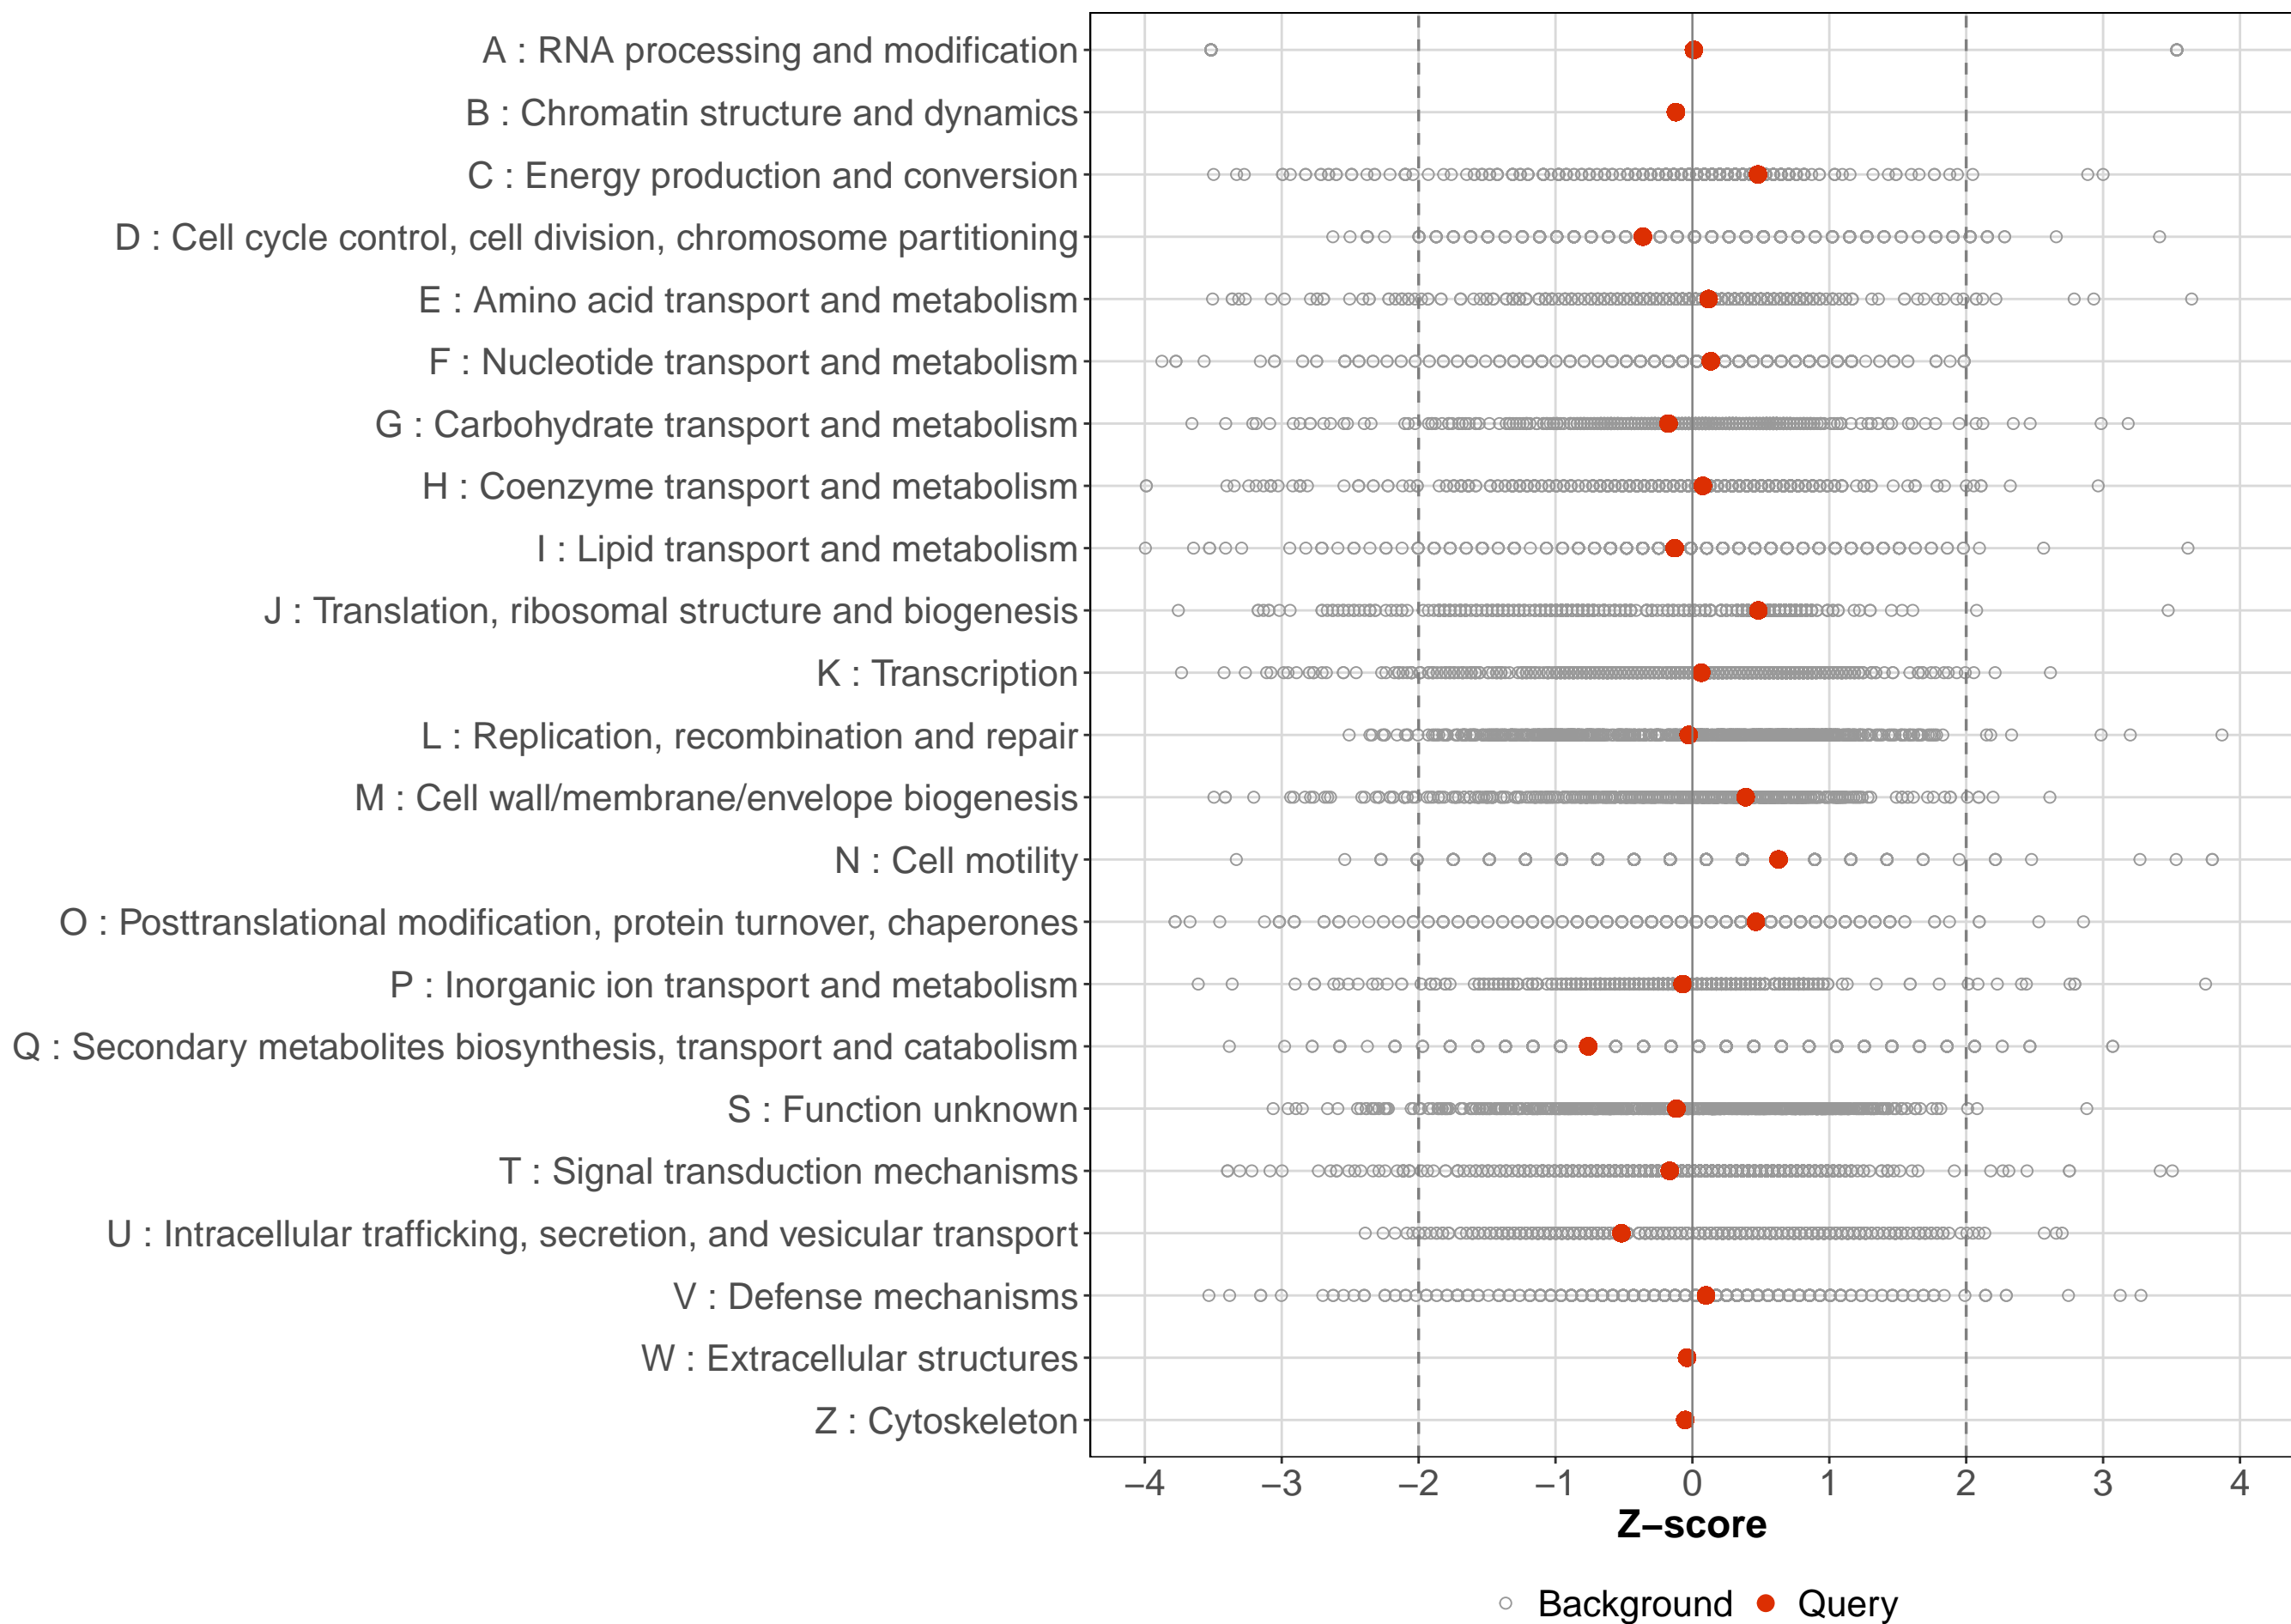 A : RNA processing and modification
B : Chromatin structure and dynamics
C : Energy production and conversion
D : Cell cycle control, cell division, chromosome partitioning
E : Amino acid transport and metabolism
F : Nucleotide transport and metabolism
G : Carbohydrate transport and metabolism
H : Coenzyme transport and metabolism
I : Lipid transport and metabolism
J : Translation, ribosomal structure and biogenesis
K : Transcription
L : Replication, recombination and repair
M : Cell wall/membrane/envelope biogenesis
N : Cell motility
O : Posttranslational modification, protein turnover, chaperones
P : Inorganic ion transport and metabolism
Q : Secondary metabolites biosynthesis, transport and catabolism
S : Function unknown
T : Signal transduction mechanisms
U : Intracellular trafficking, secretion, and vesicular transport
V : Defense mechanisms
W : Extracellular structures
Z : Cytoskeleton
−4 −3 −2 −1 0 1 2 3 4
Z−score
Background Query